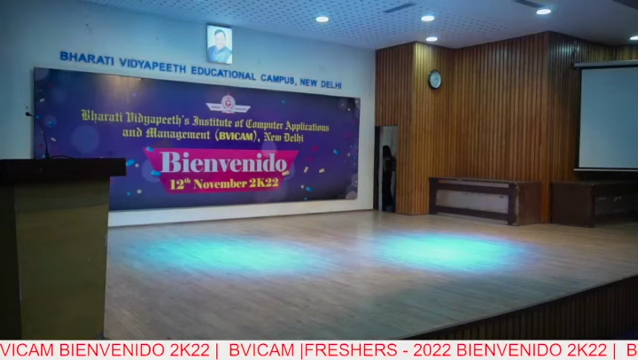 BHARATI VIDYAPEETH EDUCATIONAL CAMPUS, NEW DELHI
Bharati Vidyapeeth's Institute of Computer Applications
and Management (BVICAM), New Delhi
Bienvenido
12th November 2K22
VICAM BIENVENIDO 2K22 | BVICAM |FRESHERS - 2022 BIENVENIDO 2K22 | B